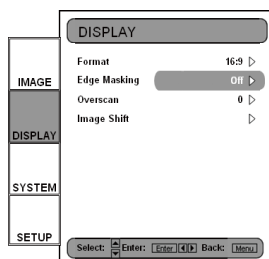 DISPLAY
IMAGE
DISPLAY
SYSTEM
SETUP
Format 16:9
Edge Masking Off
Overscan 0
Image Shift
Select: Enter: Enter Back: Menu